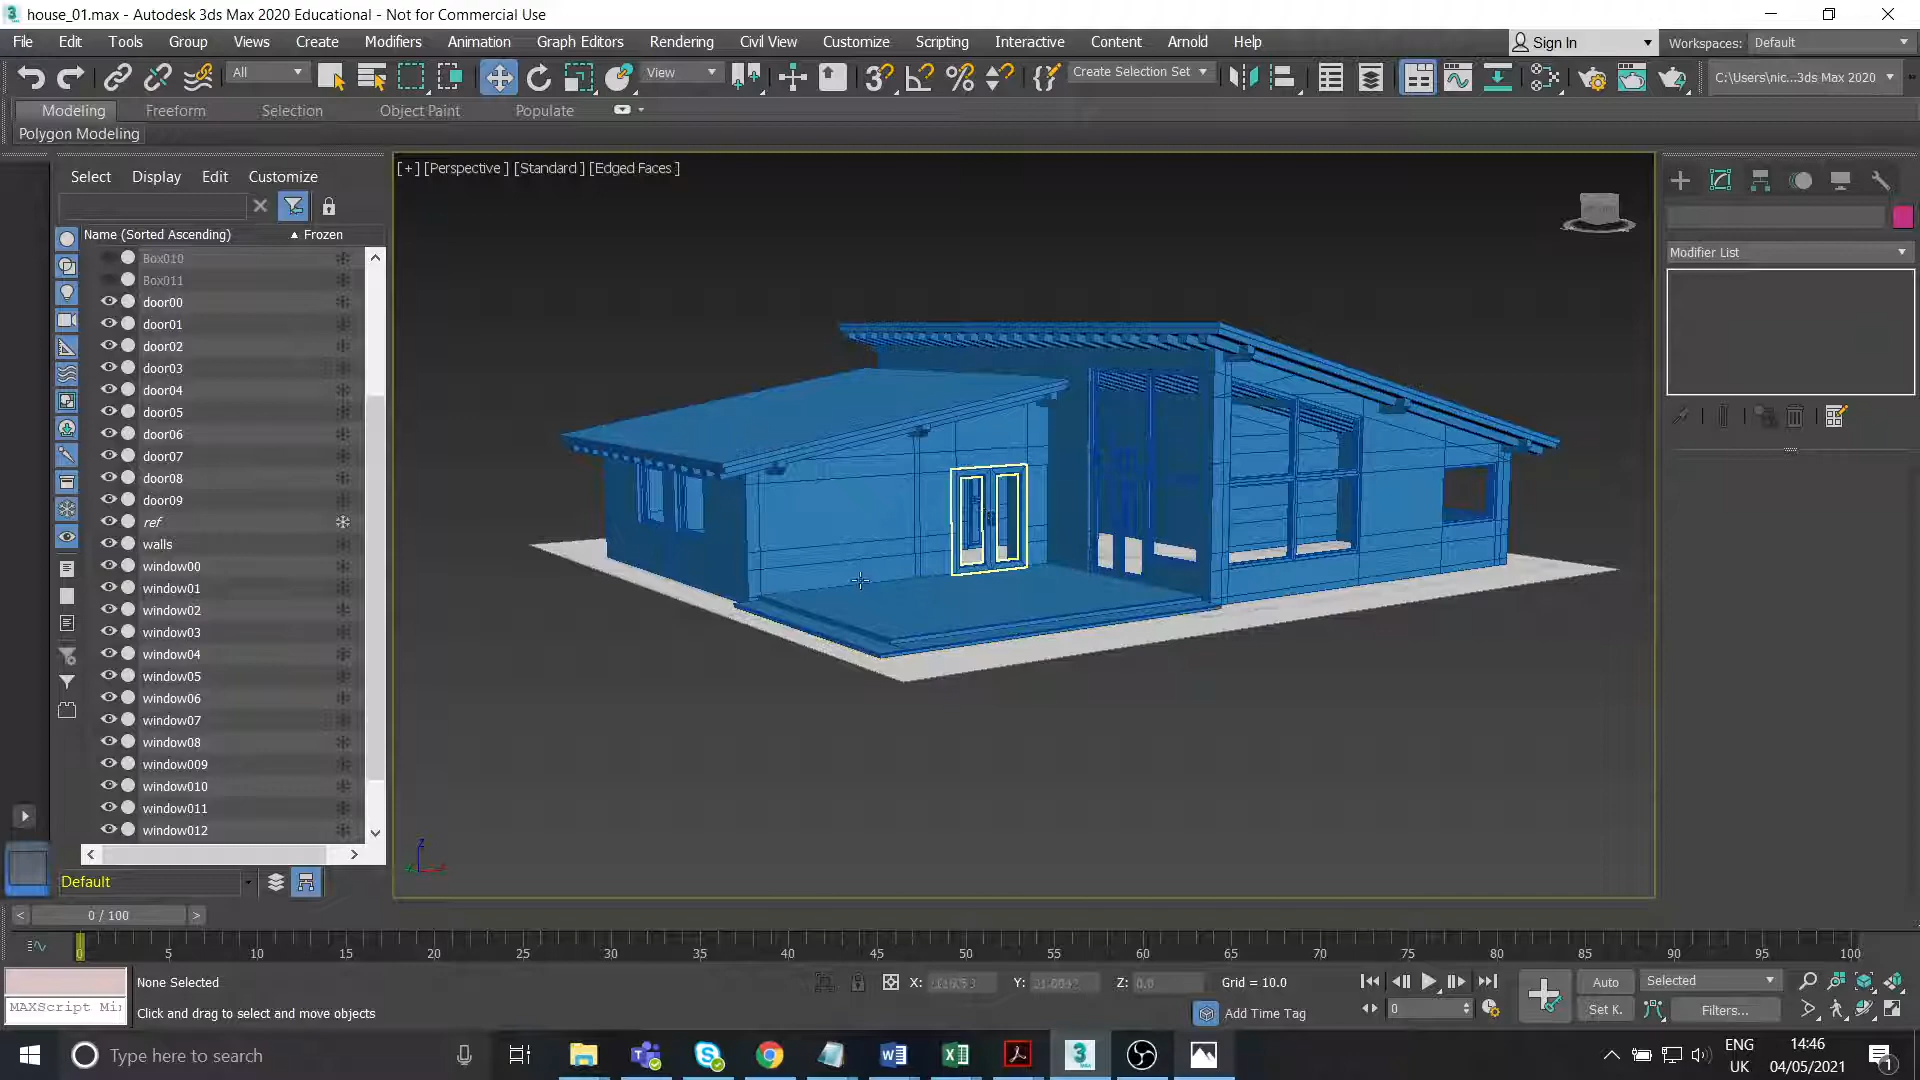 house_01.max - Autodesk 3ds Max 2020 Educational - Not for Commercial Use
File Edit Tools Group Views Create Modifiers Animation Graph Editors Rendering Civil View Customize Scripting Interactive Content Arnold Help
Sign In
Workspaces: Default
All
View
Create Selection Set
C:\Users\nic...3ds Max 2020
Modeling Freeform Selection Object Paint Populate
Polygon Modeling
Select Display Edit Customize
[+] [Perspective ] [Standard ] [Edged Faces ]
Name (Sorted Ascending) Frozen
Modifier List
Box010
Box011
door00
door01
door02
door03
door04
door05
door06
door07
door08
door09
ref
walls
window00
window01
window02
window03
window04
window05
window06
window07
window08
window009
window010
window011
window012
z
Default
< 0 / 100 >
0 5 10 15 20 25 30 35 40 45 50 55 60 65 70 75 80 85 90 95 100
None Selected
X: Y: Z: 0.0 Grid = 10.0
Auto Selected
MAXScript Mi
Click and drag to select and move objects
Add Time Tag
0
Set K. Filters...
Type here to search
ENG
UK
14:46
04/05/2021
1